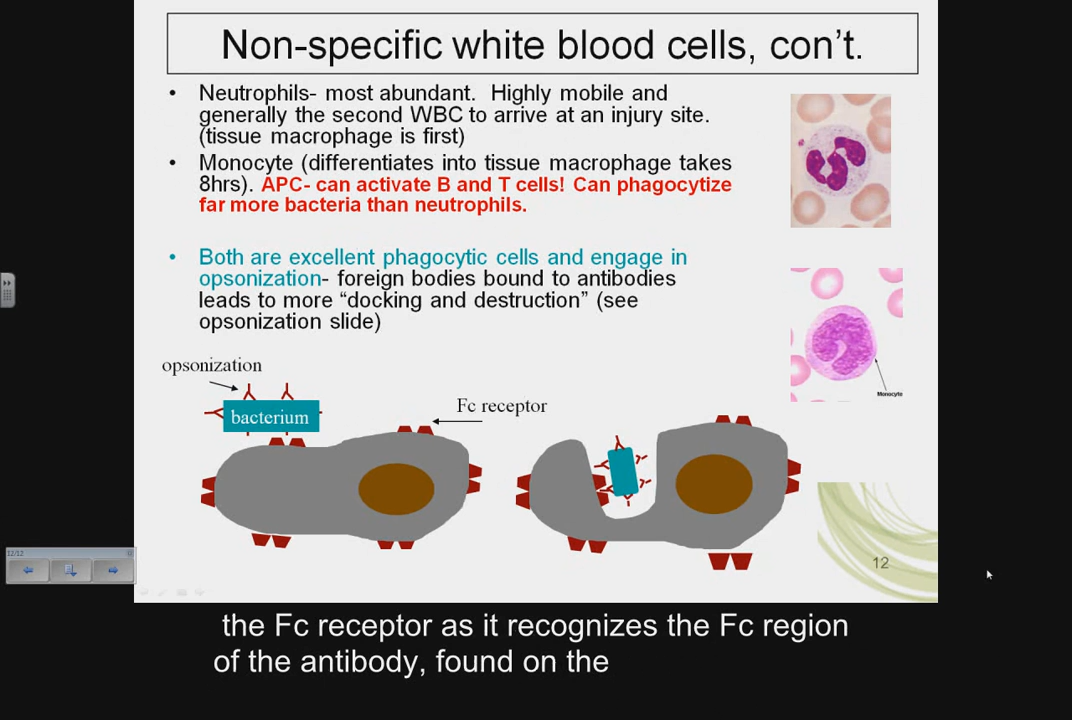 Non-specific white blood cells, con’t.
• Neutrophils- most abundant. Highly mobile and
generally the second WBC to arrive at an injury site.
(tissue macrophage is first)
• Monocyte (differentiates into tissue macrophage takes
8hrs). APC- can activate B and T cells! Can phagocytize
far more bacteria than neutrophils.
• Both are excellent phagocytic cells and engage in
opsonization- foreign bodies bound to antibodies
leads to more “docking and destruction” (see
opsonization slide)
Monocyte
opsonization
bacterium
Fc receptor
12
12/12
the Fc receptor as it recognizes the Fc region
of the antibody, found on the